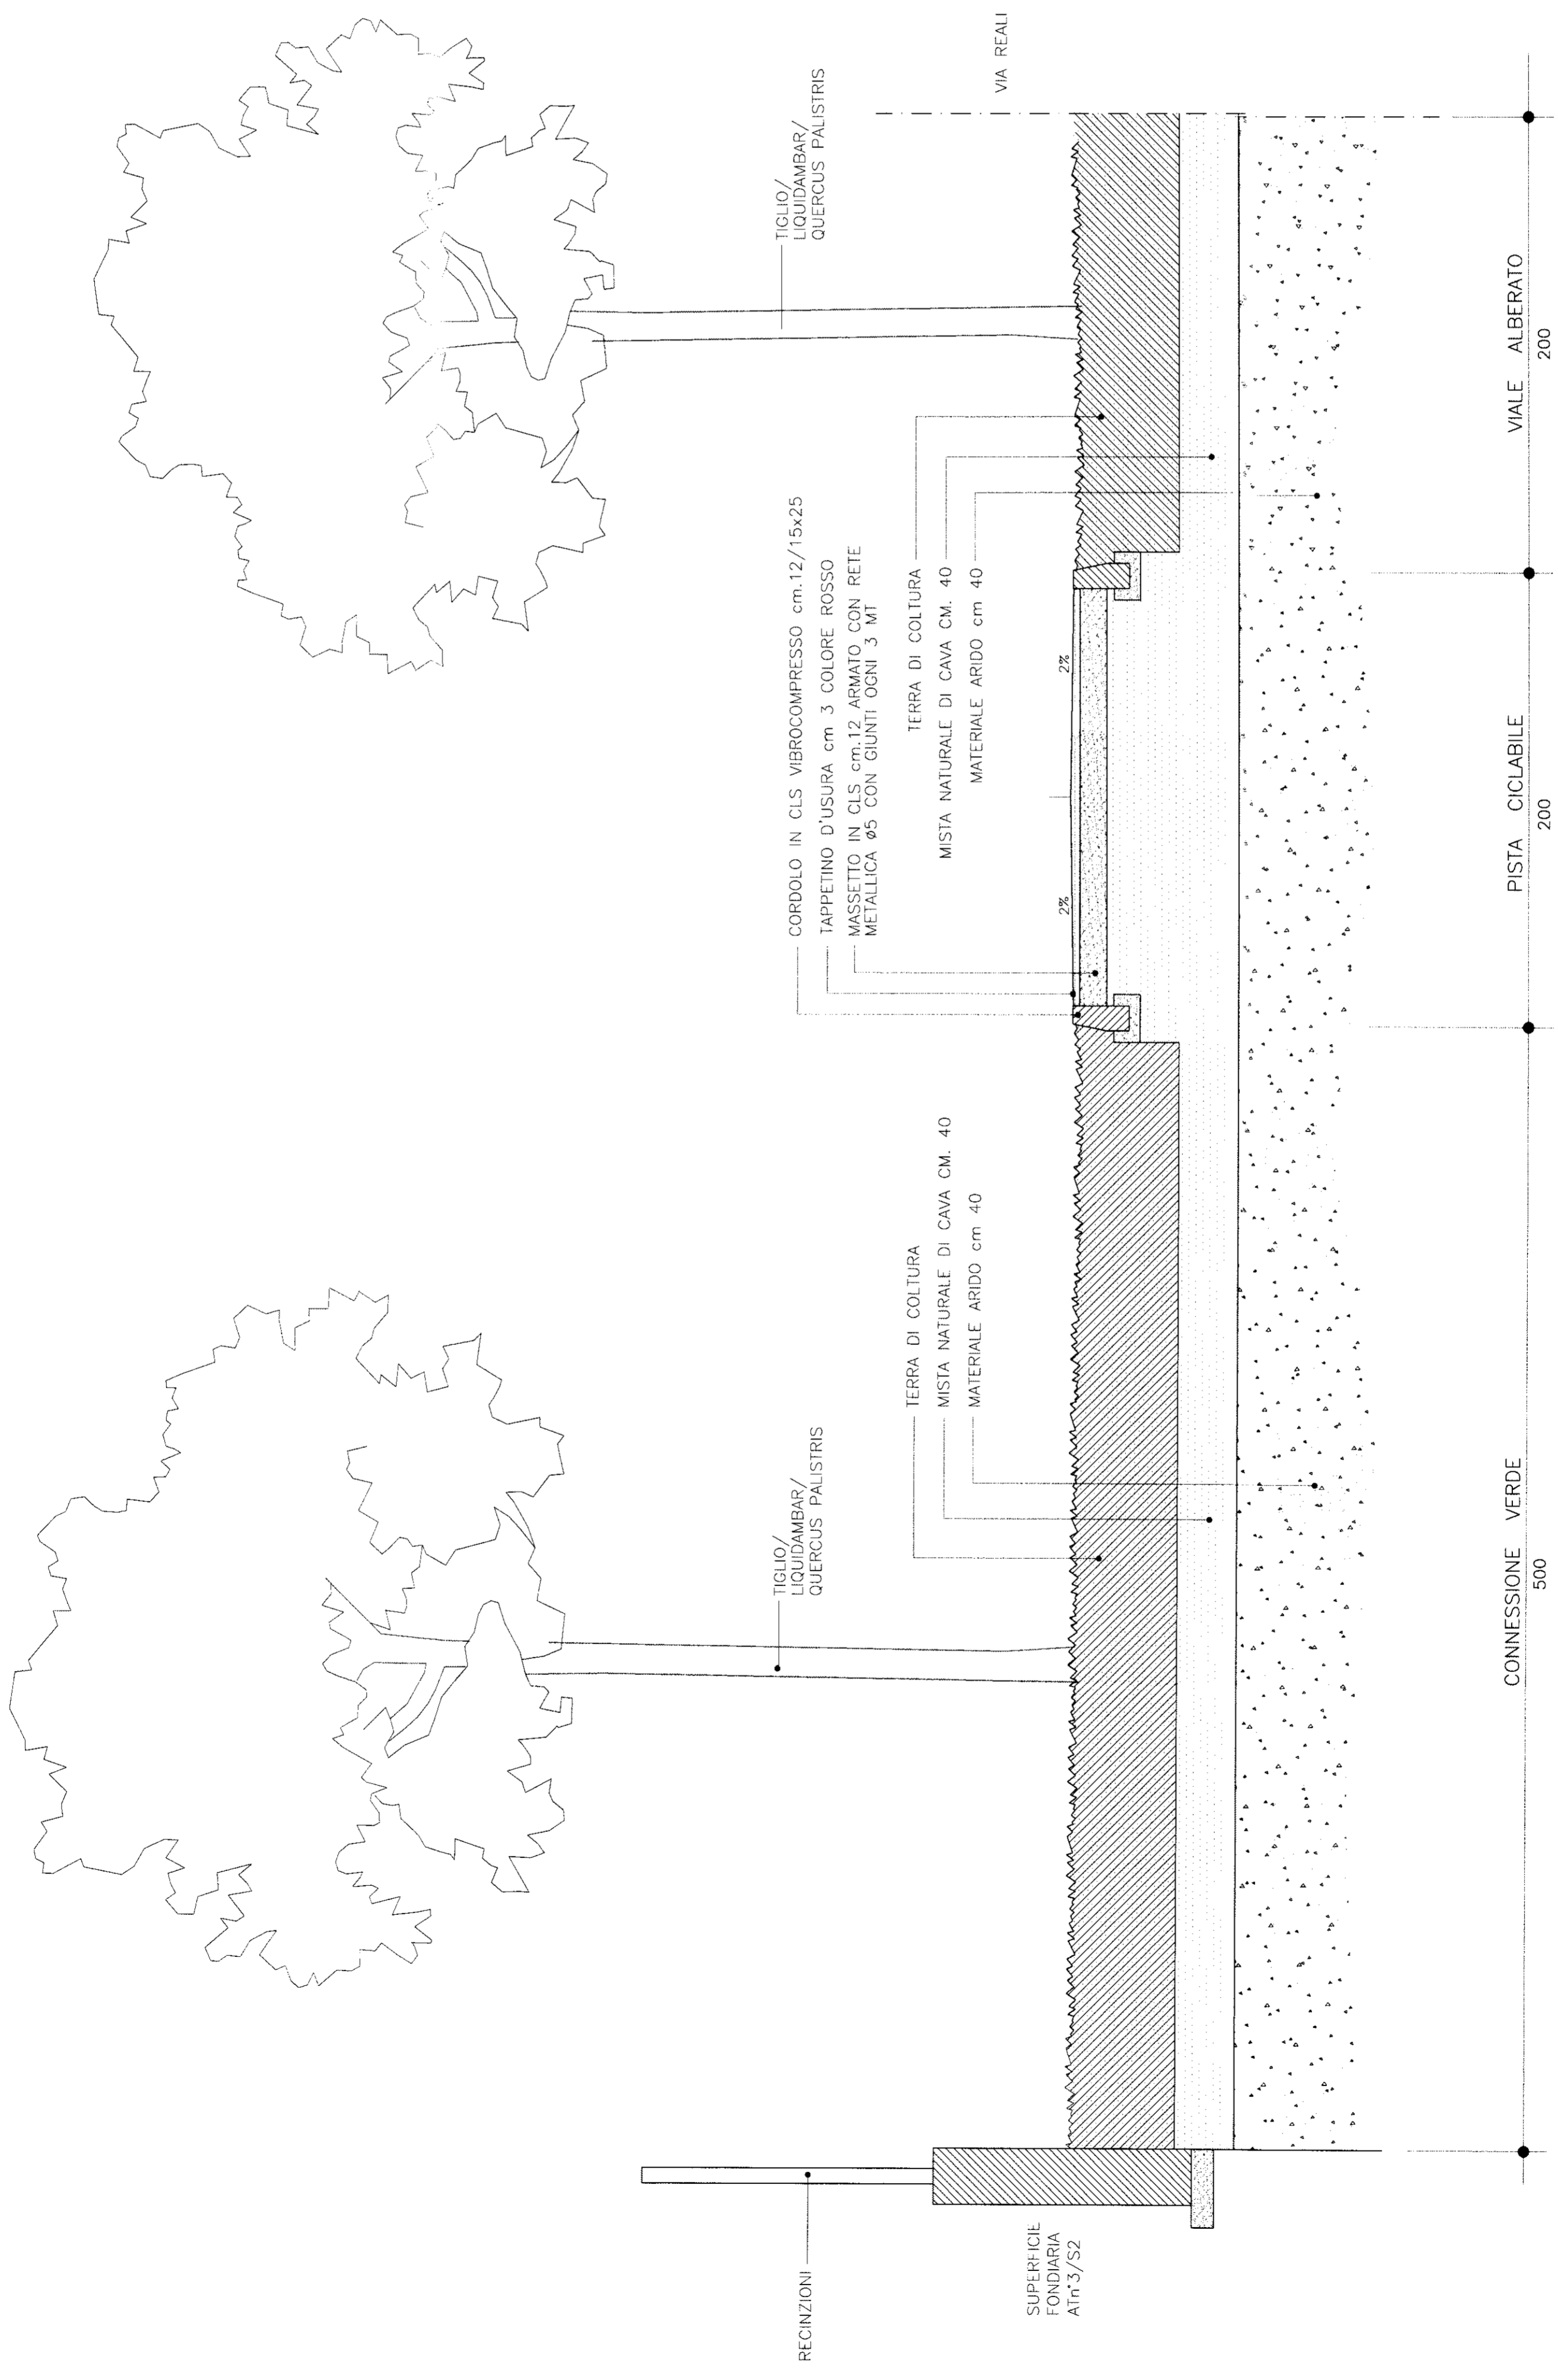 TIGLIO/
LIQUIDAMBAR/
QUERCUS PALISTRIS
TIGLIO/
LIQUIDAMBAR/
QUERCUS PALISTRIS
RECINZIONI
CORDOLO IN CLS VIBROCOMPRESSO cm.12/15x25
TAPPETINO D'USURA cm 3 COLORE ROSSO
MASSETTO IN CLS cm.12 ARMATO CON RETE
METALLICA ø5 CON GIUNTI OGNI 3 MT
TERRA DI COLTURA
MISTA NATURALE DI CAVA CM. 40
MATERIALE ARIDO cm 40
TERRA DI COLTURA
MISTA NATURALE DI CAVA CM. 40
MATERIALE ARIDO cm 40
VIA REALI
SUPERFICIE
FONDIARIA
ATn°3/S2
2%
2%
CONNESSIONE VERDE
500
PISTA CICLABILE
200
VIALE ALBERATO
200